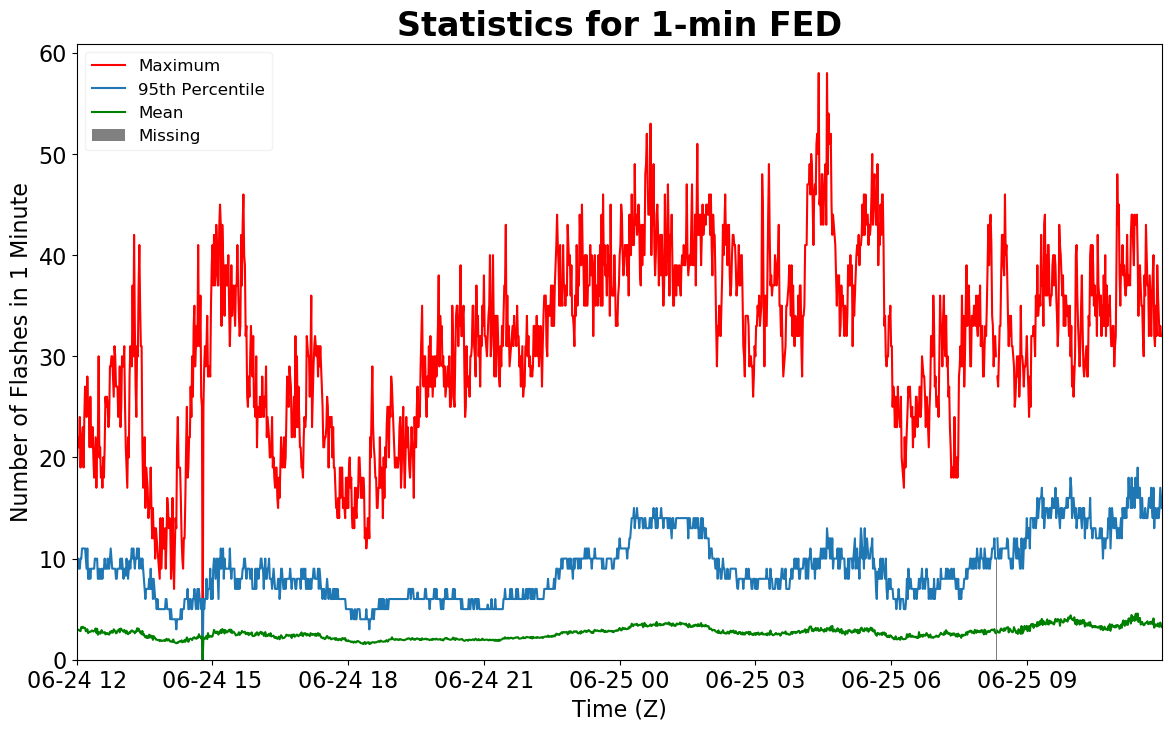 Statistics for 1-min FED
Number of Flashes in 1 Minute
60
50
40
30
20
10
0
Maximum
95th Percentile
Mean
Missing
06-24 12 06-24 15 06-24 18 06-24 21 06-25 00 06-25 03 06-25 06 06-25 09
Time (Z)